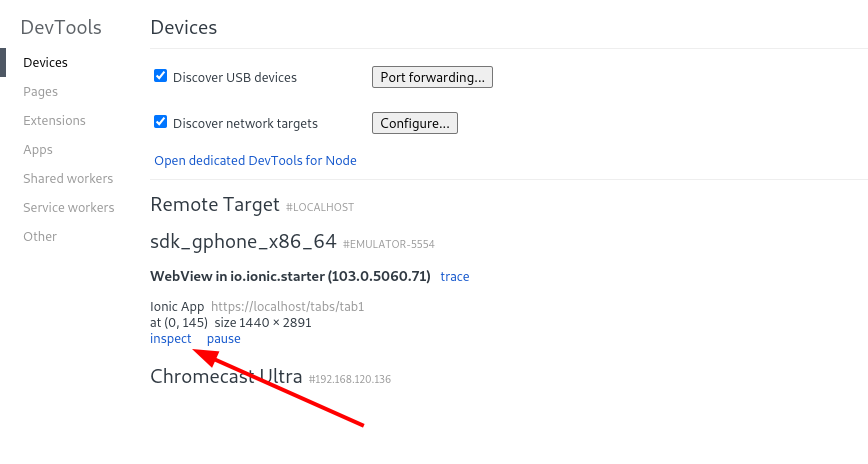 DevTools
Devices
Pages
Extensions
Apps
Shared workers
Service workers
Other
Devices
Discover USB devices Port forwarding...
Discover network targets Configure...
Open dedicated DevTools for Node
Remote Target #LOCALHOST
sdk_gphone_x86_64 #EMULATOR-5554
WebView in io.ionic.starter (103.0.5060.71) trace
Ionic App https://localhost/tabs/tab1
at (0, 145) size 1440 × 2891
inspect pause
Chromecast Ultra #192.168.120.136